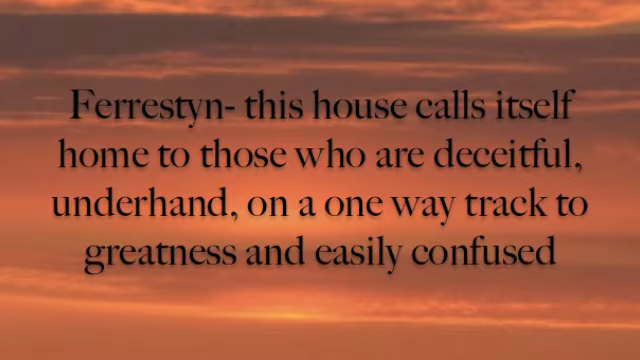 Ferrestyn- this house calls itself
home to those who are deceitful,
underhand, on a one way track to
greatness and easily confused